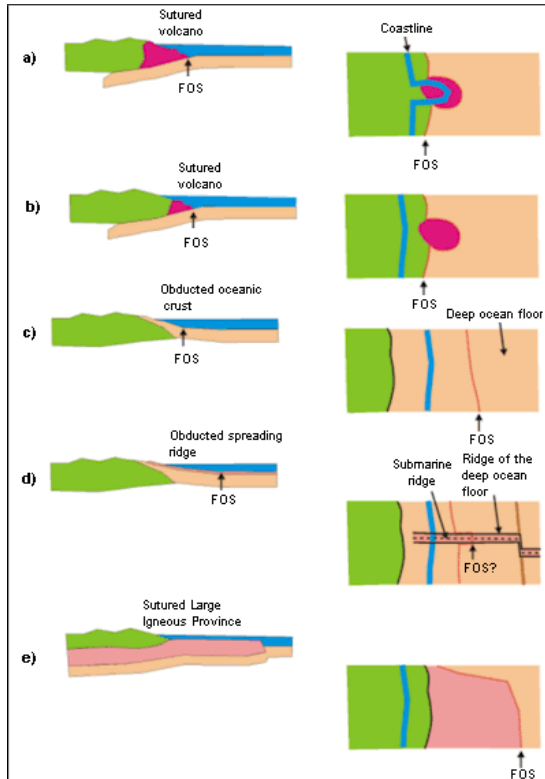 Sutured
volcano
a)
FOS
Coastline
FOS
Sutured
volcano
b)
FOS
FOS
Obducted oceanic
crust
c)
FOS
Deep ocean floor
FOS
Obducted spreading
ridge
d)
FOS
Submarine
ridge
Ridge of the
deep ocean
floor
FOS?
Sutured Large
Igneous Province
e)
FOS